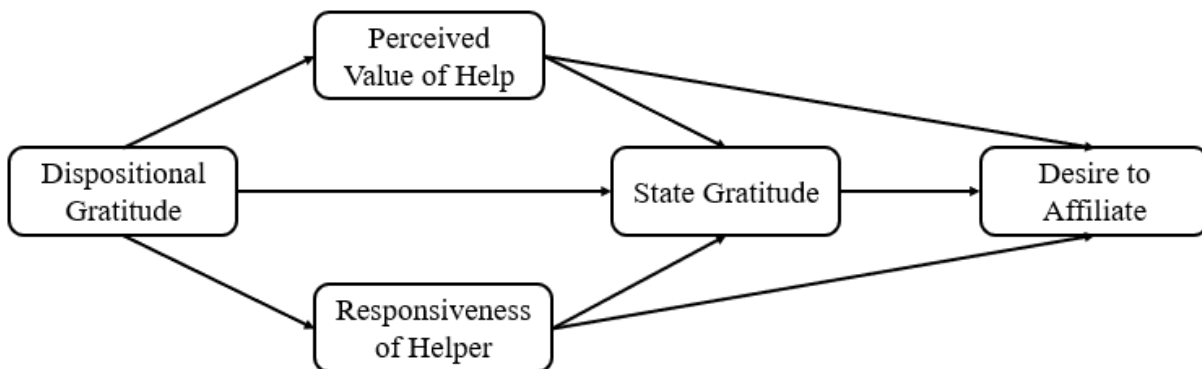 Perceived
Value of Help
Dispositional
Gratitude
State Gratitude
Desire to
Affiliate
Responsiveness
of Helper